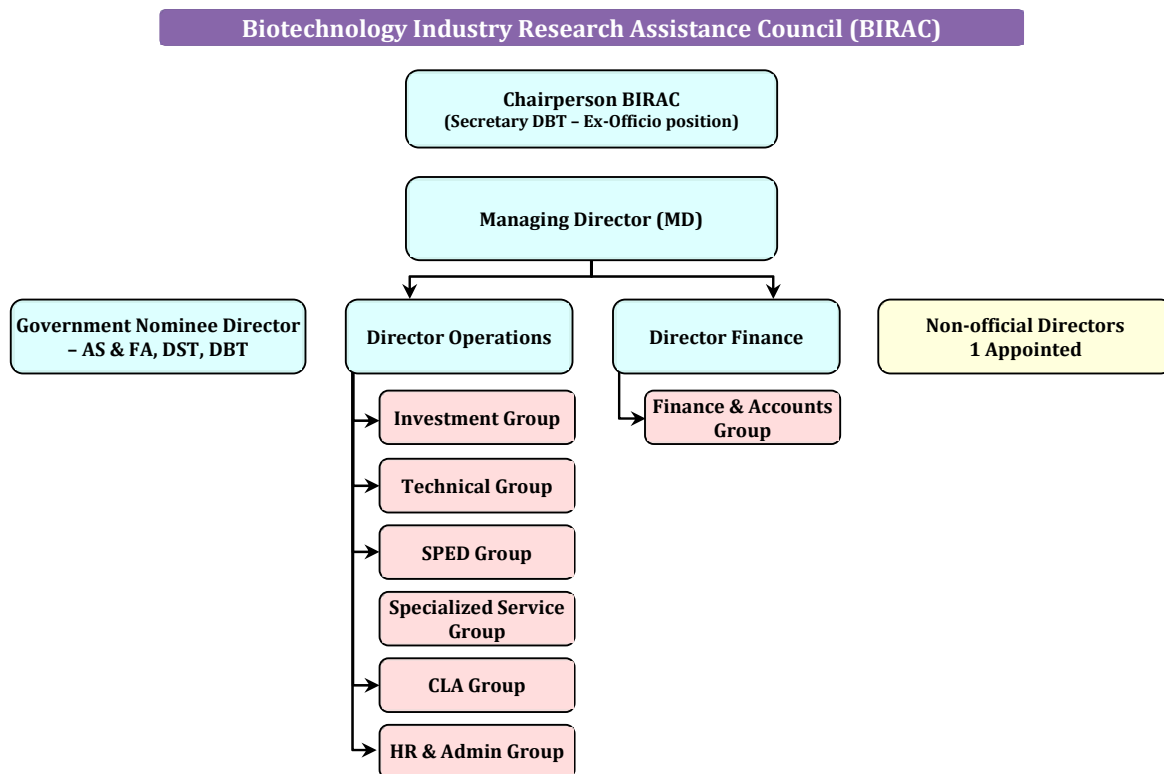 Biotechnology Industry Research Assistance Council (BIRAC)
Chairperson BIRAC
(Secretary DBT – Ex-Officio position)
Managing Director (MD)
Government Nominee Director
– AS & FA, DST, DBT
Director Operations
Director Finance
Non-official Directors
1 Appointed
Investment Group
Technical Group
SPED Group
Specialized Service
Group
CLA Group
HR & Admin Group
Finance & Accounts
Group